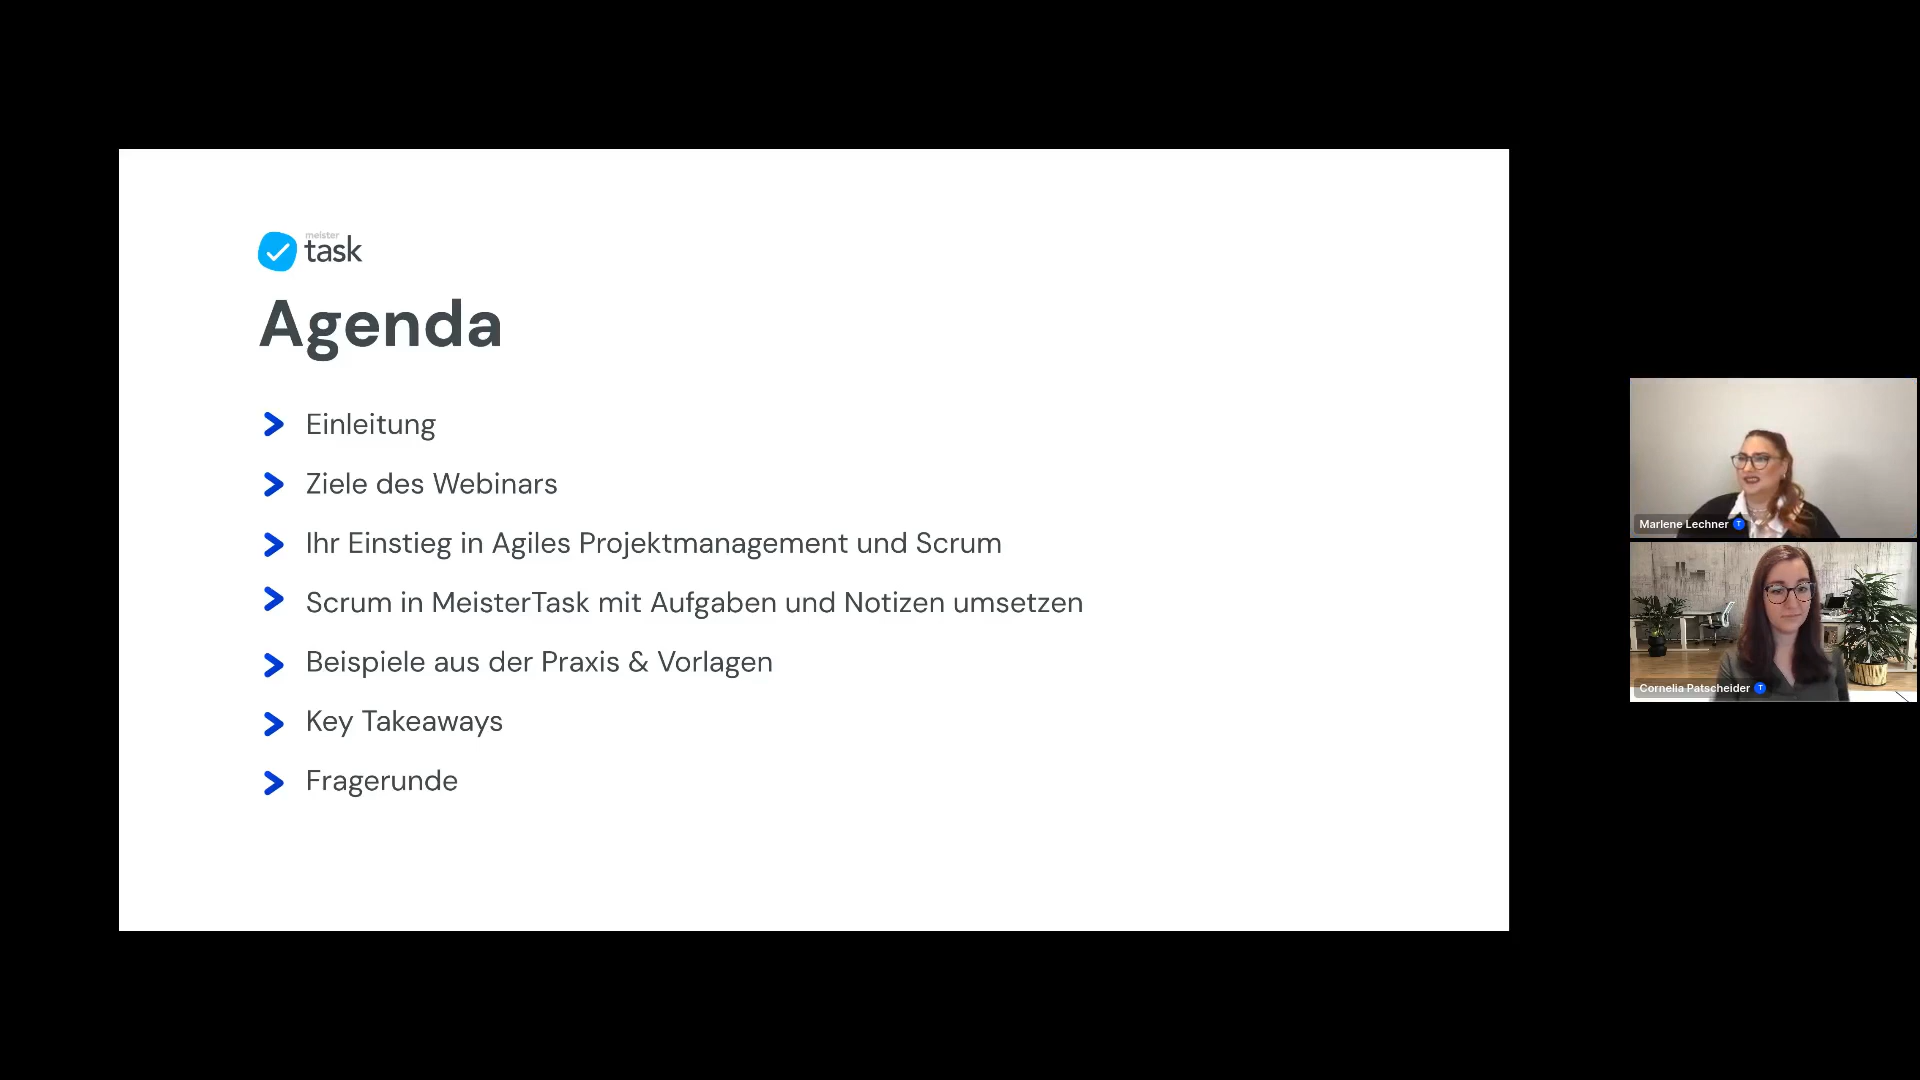 meister
task
Agenda
Einleitung
Ziele des Webinars
Ihr Einstieg in Agiles Projektmanagement und Scrum
Scrum in MeisterTask mit Aufgaben und Notizen umsetzen
Beispiele aus der Praxis & Vorlagen
Key Takeaways
Fragerunde
Marlene Lechner T
Cornelia Patscheider T